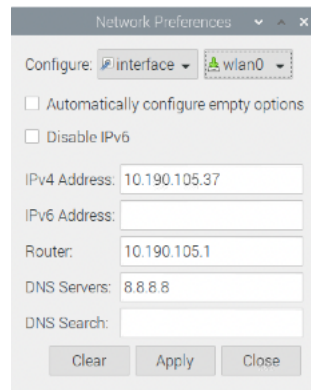 Network Preferences
Configure: interface wlan0
Automatically configure empty options
Disable IPv6
IPv4 Address: 10.190.105.37
IPv6 Address:
Router: 10.190.105.1
DNS Servers: 8.8.8.8
DNS Search:
Clear Apply Close